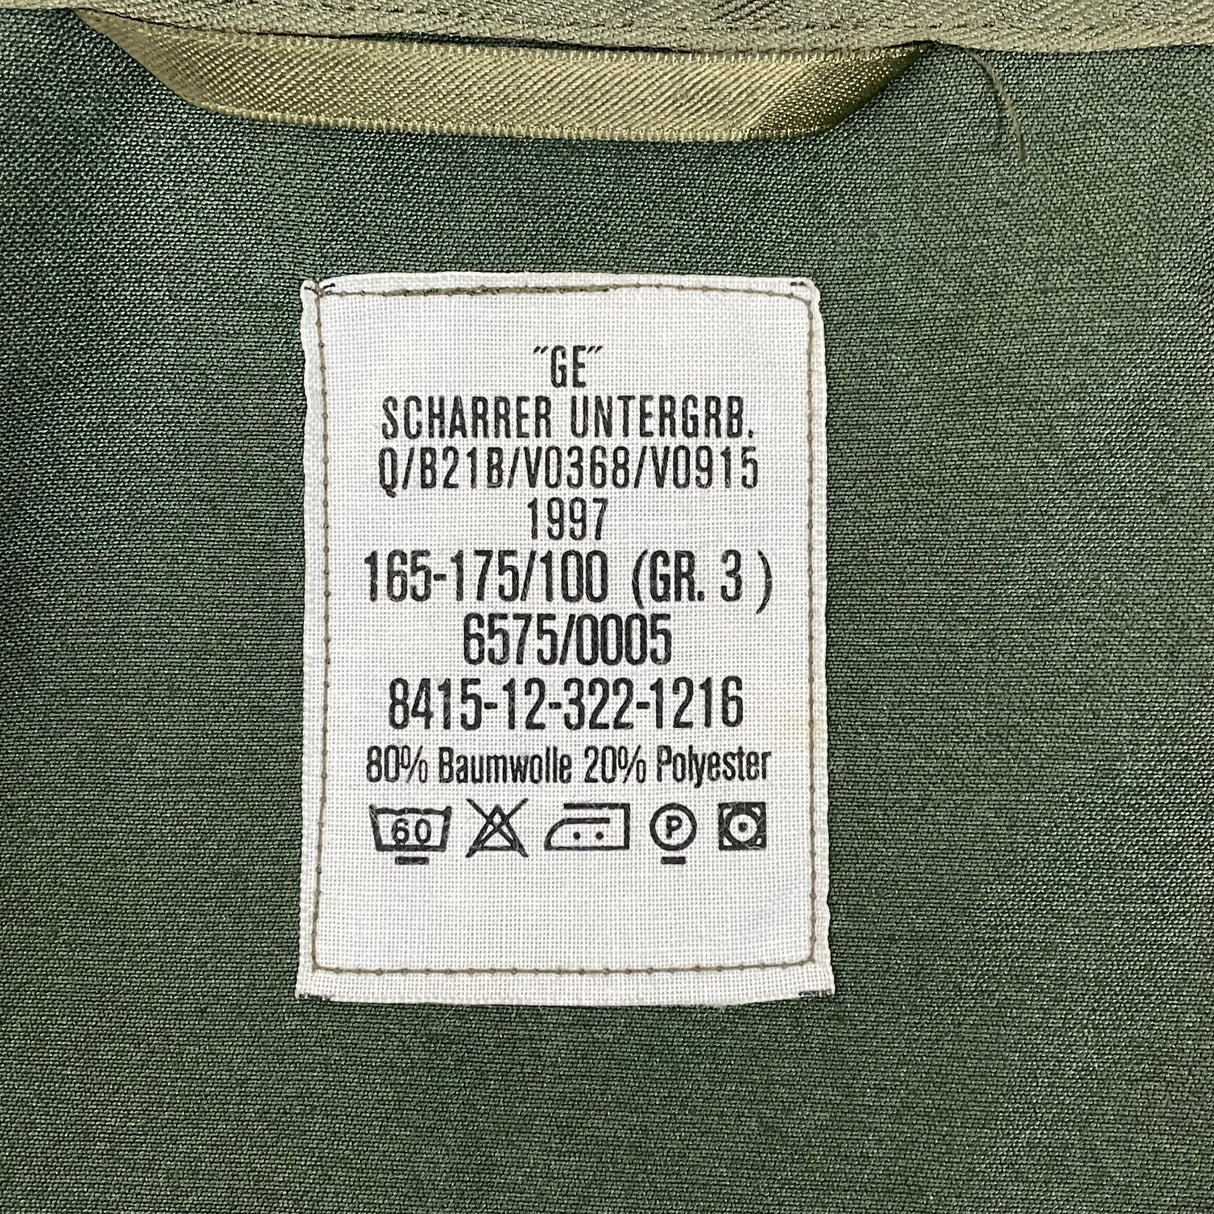 "GE"
SCHARRER UNTERGRB.
Q/B21B/V0368/V0915
1997
165-175/100 (GR. 3 )
6575/0005
8415-12-322-1216
80% Baumwolle 20% Polyester
60 P